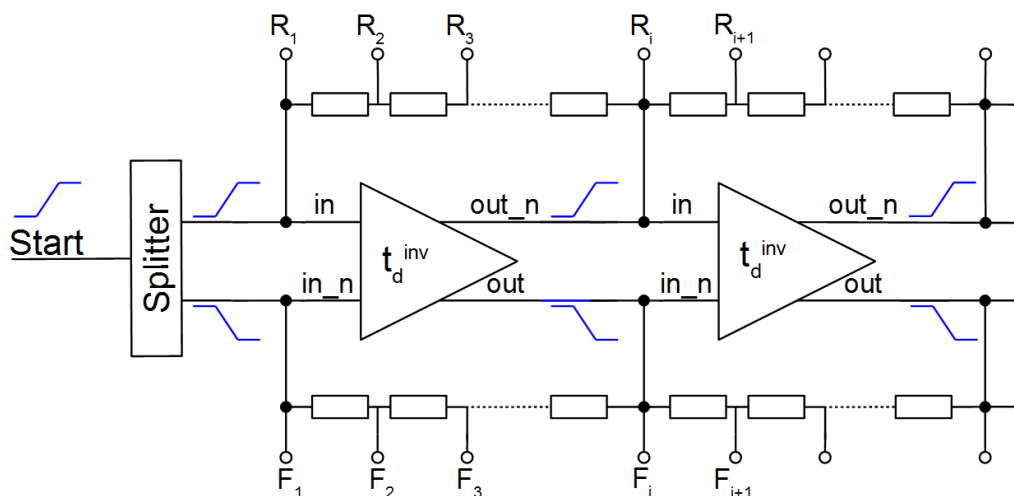 R1 R2 R3 Ri Ri+1
Start
Splitter
in out_n in out_n
td inv td inv
in_n out in_n out
F1 F2 F3 Fi Fi+1